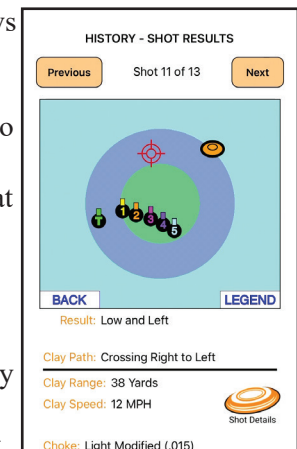 ys
HISTORY - SHOT RESULTS
Previous
Shot 11 of 13
Next
o
at
T
1
2
3
4
5
BACK
LEGEND
Result: Low and Left
Clay Path: Crossing Right to Left
y
Clay Range: 38 Yards
Clay Speed: 12 MPH
Shot Details
Choke: Light Modified (.015)